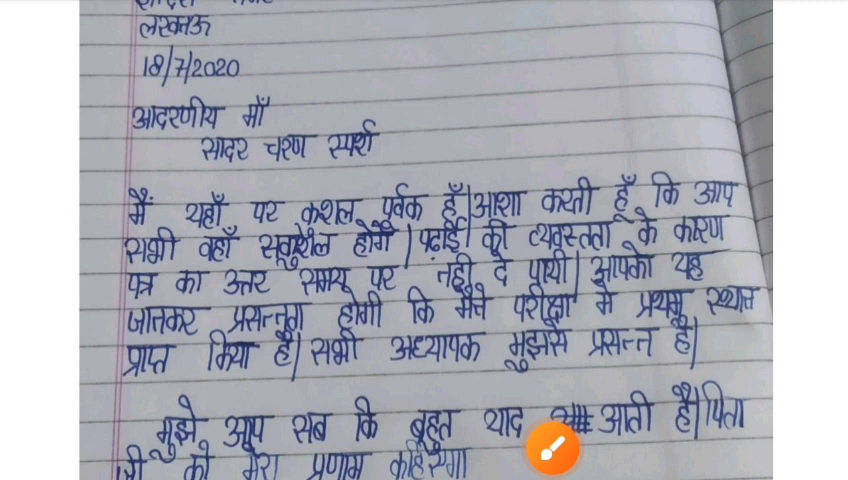 लखनऊ
18/7/2020
आदरणीय माँ
सादर चरण स्पर्श
मैं यहाँ पर कुशल पूर्वक हूँ। आशा करती हूँ कि आप
सभी वहाँ सकुशल होगें। पढ़ाई की व्यवस्तता के कारण
पत्र का उत्तर समय पर नही दे पायी। आपको यह
जानकर प्रसन्नता होगी कि मैंने परीक्षा में प्रथम स्थान
प्राप्त किया है। सभी अध्यापक मुझसे प्रसन्न है।
मुझे आप सब कि बहुत याद आती है। पिता
जी को मेरा प्रणाम कहिएगा